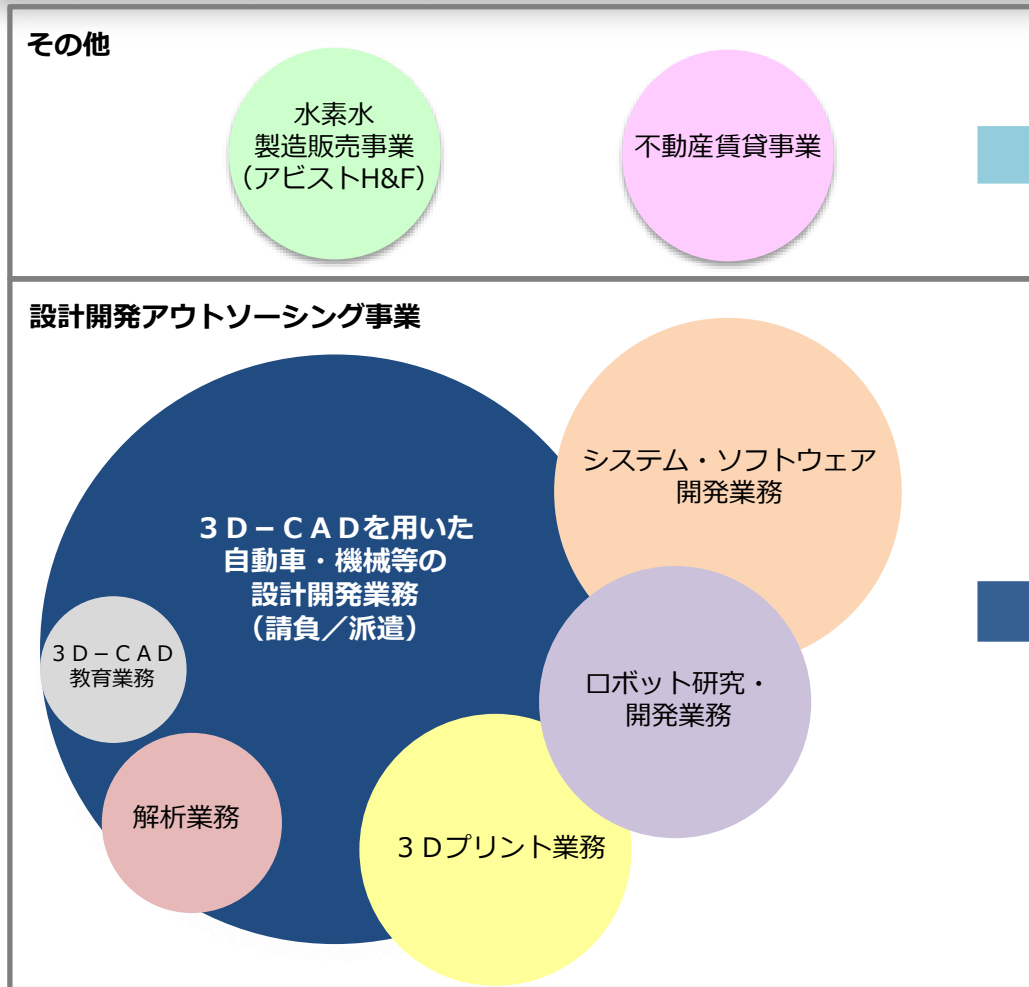 その他
水素水
製造販売事業
（アビストH&F）
不動産賃貸事業
設計開発アウトソーシング事業
システム・ソフトウェア
開発業務
３Ｄ－ＣＡＤを用いた
自動車・機械等の
設計開発業務
（請負／派遣）
３Ｄ－ＣＡＤ
教育業務
ロボット研究・
開発業務
解析業務
３Ｄプリント業務